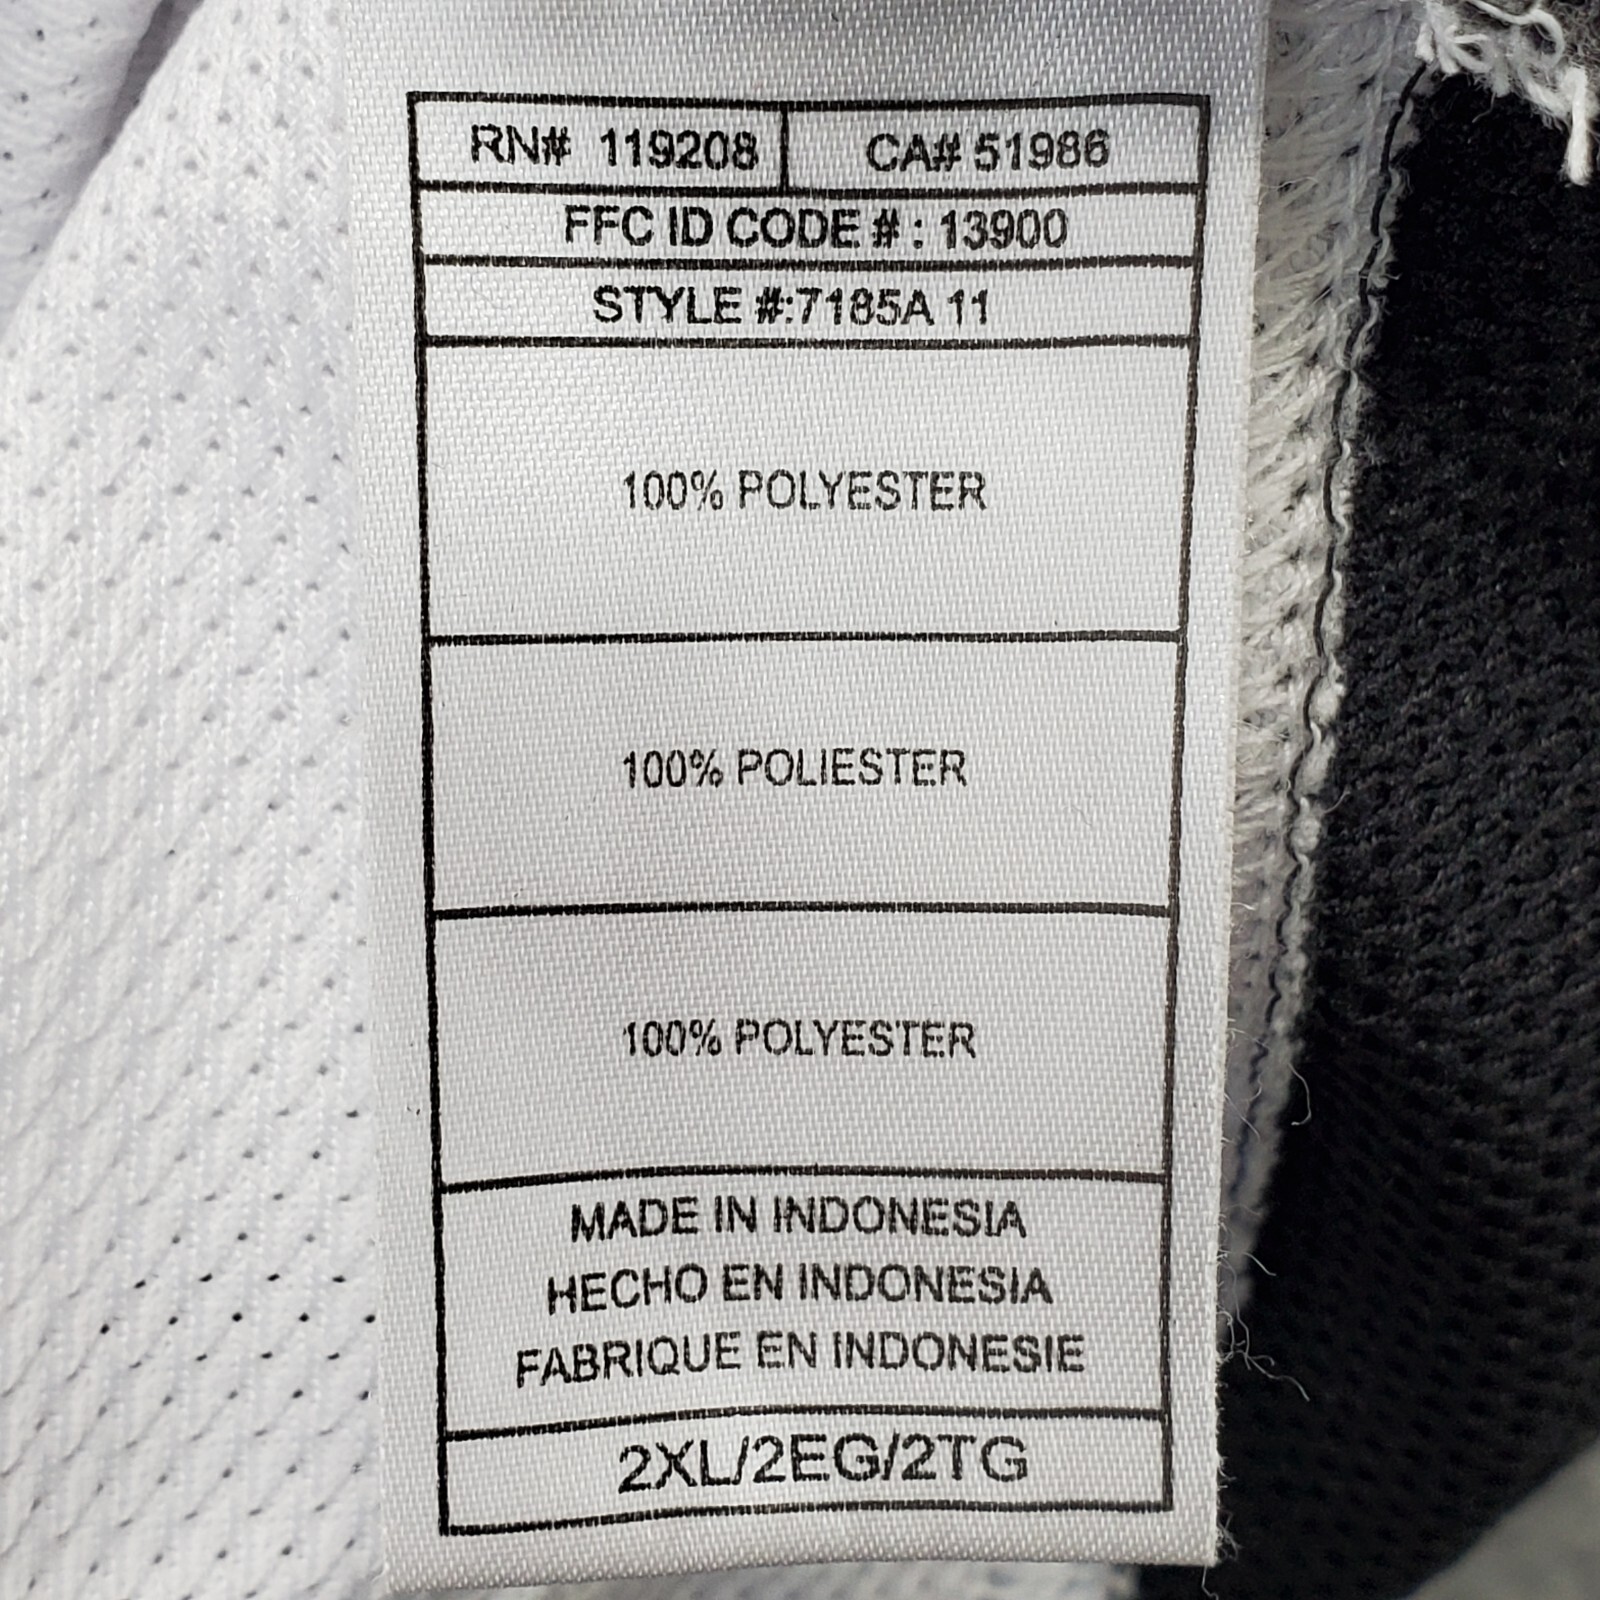 RN# 119208 CA# 51986
FFC ID CODE # : 13900
STYLE #:7185A 11
100% POLYESTER
100% POLIESTER
100% POLYESTER
MADE IN INDONESIA
HECHO EN INDONESIA
FABRIQUE EN INDONESIE
2XL/2EG/2TG